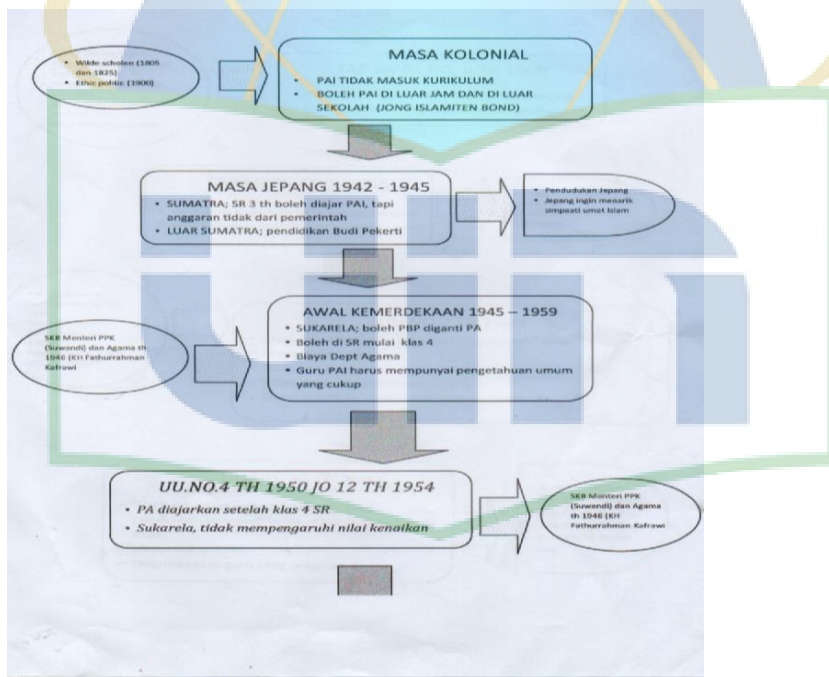 Wilde scholen (1805
dan 1825)
Ethic politic (1900)
MASA KOLONIAL
PAI TIDAK MASUK KURIKULUM
BOLEH PAI DI LUAR JAM DAN DI LUAR
SEKOLAH (JONG ISLAMITEN BOND)
MASA JEPANG 1942 - 1945
SUMATRA; SR 3 th boleh diajar PAI, tapi
anggaran tidak dari pemerintah
LUAR SUMATRA; pendidikan Budi Pekerti
Pendudukan Jepang
Jepang ingin menarik
simpaati umat Islam
AWAL KEMERDEKAAN 1945 – 1959
SUKARELA; boleh PBP diganti PA
Boleh di SR mulai klas 4
Biaya Dept Agama
Guru PAI harus mempunyai pengetahuan umum
yang cukup
SKB Menteri PPK
(Suwandi) dan Agama th
1946 (KH Fathurrahman
Kafrawi
UU.NO.4 TH 1950 JO 12 TH 1954
PA diajarkan setelah klas 4 SR
Sukarela, tidak mempengaruhi nilai kenaikan
SKB Menteri PPK
(Suwandi) dan Agama
th 1946 (KH
Fathurrahman Kafrawi
uin